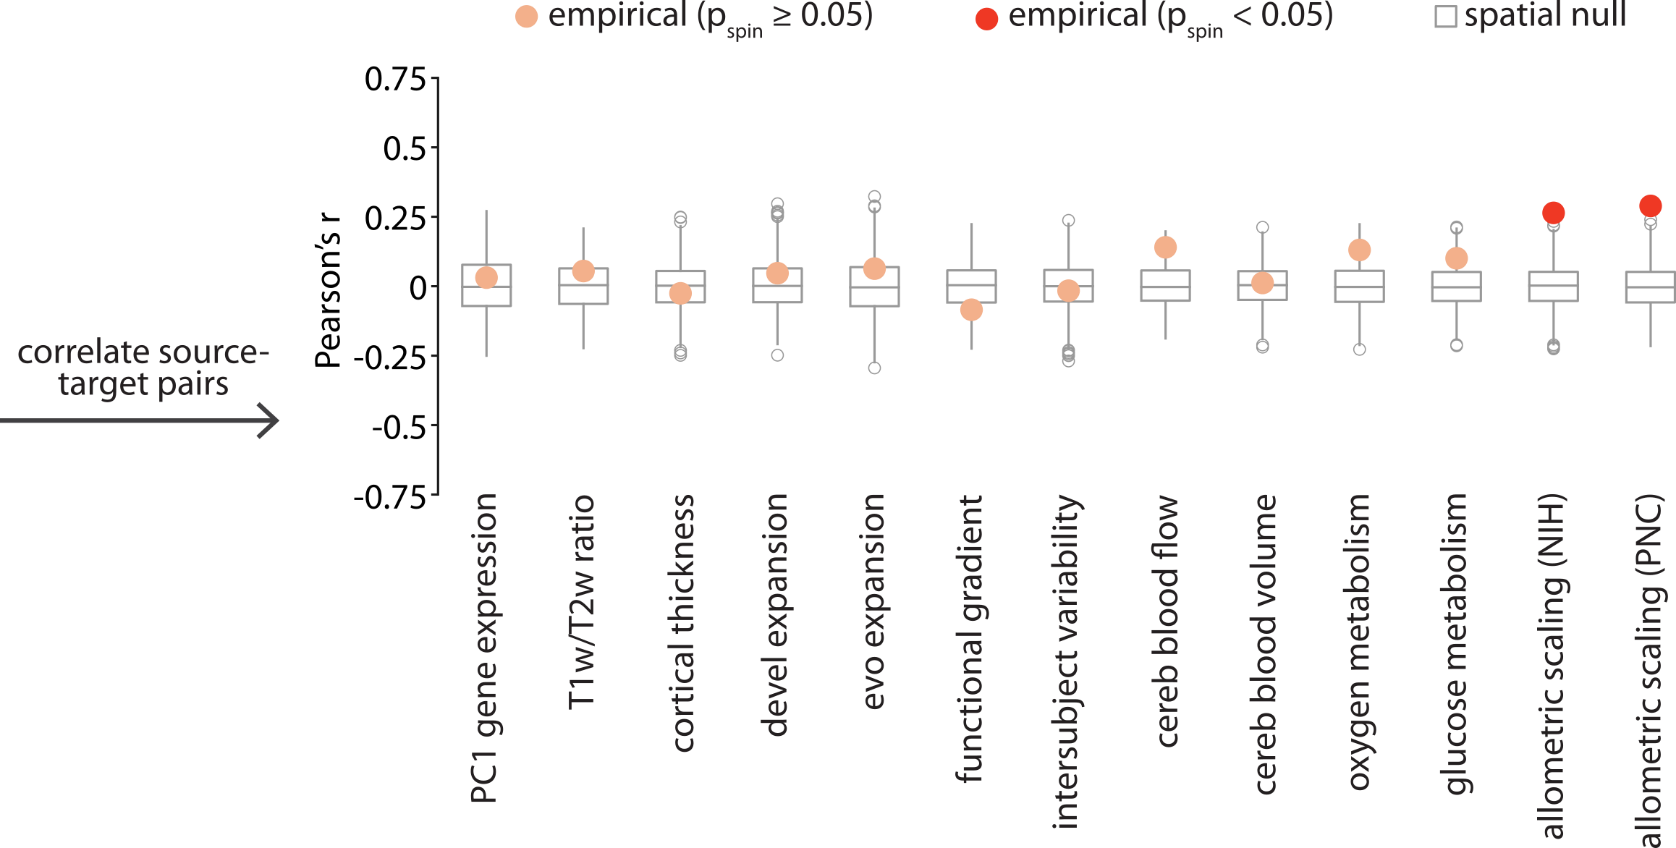 empirical (pspin ≥ 0.05) empirical (pspin < 0.05) spatial null
0.75
0.5
0.25
0
-0.25
-0.5
-0.75
Pearson's r
correlate source-
target pairs
PC1 gene expression
T1w/T2w ratio
cortical thickness
devel expansion
evo expansion
functional gradient
intersubject variability
cereb blood flow
cereb blood volume
oxygen metabolism
glucose metabolism
allometric scaling (NIH)
allometric scaling (PNC)